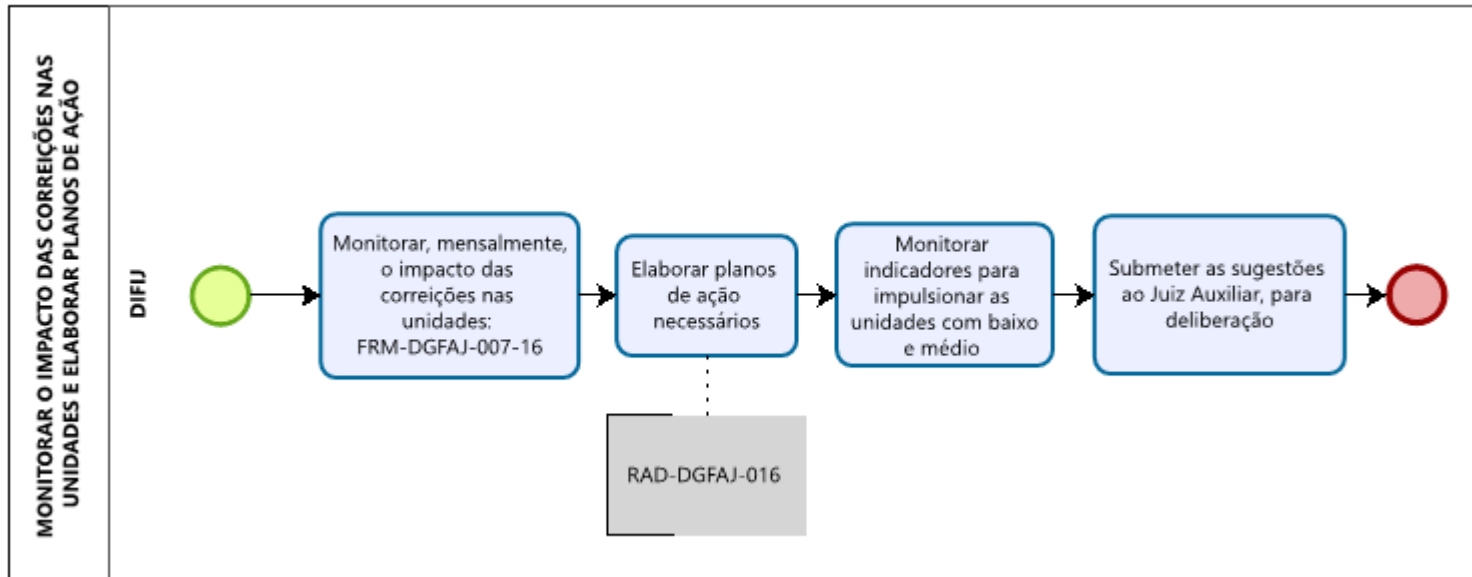 MONITORAR O IMPACTO DAS CORREIÇÕES NAS
UNIDADES E ELABORAR PLANOS DE AÇÃO
DIFIJ
Monitorar, mensalmente,
o impacto das
correições nas
unidades:
FRM-DGFAJ-007-16
Elaborar planos
de ação
necessários
Monitorar
indicadores para
impulsionar as
unidades com baixo
e médio
Submeter as sugestões
ao Juiz Auxiliar, para
deliberação
RAD-DGFAJ-016